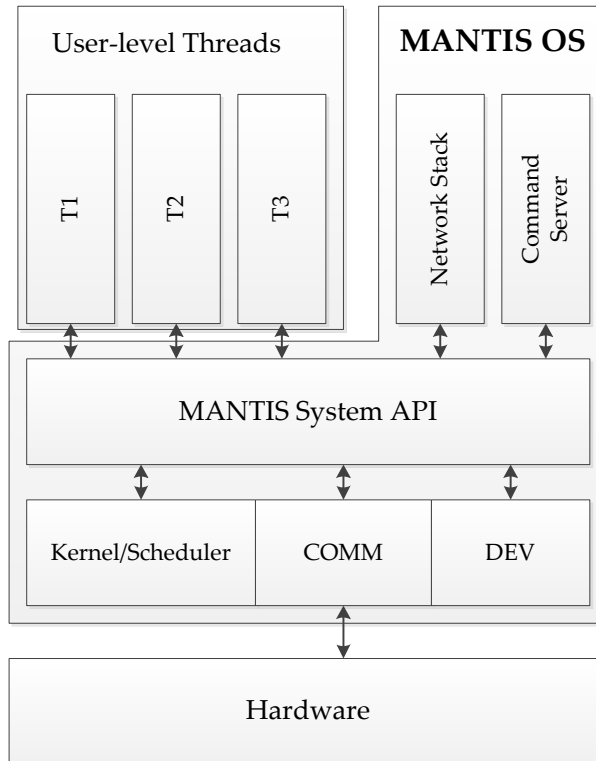 User-level Threads
MANTIS OS
T1
T2
T3
Network Stack
Command
Server
MANTIS System API
Kernel/Scheduler
COMM
DEV
Hardware